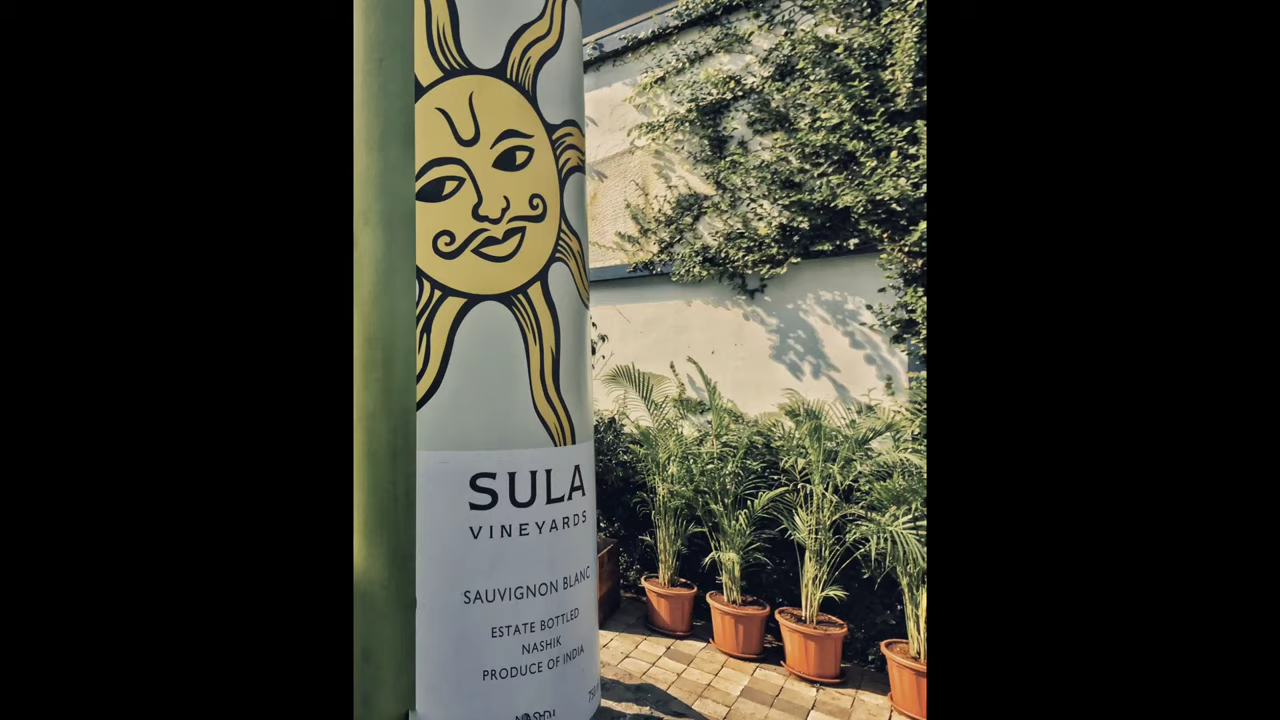 SULA
VINEYARDS
SAUVIGNON BLANC
ESTATE BOTTLED
NASHIK
PRODUCE OF INDIA